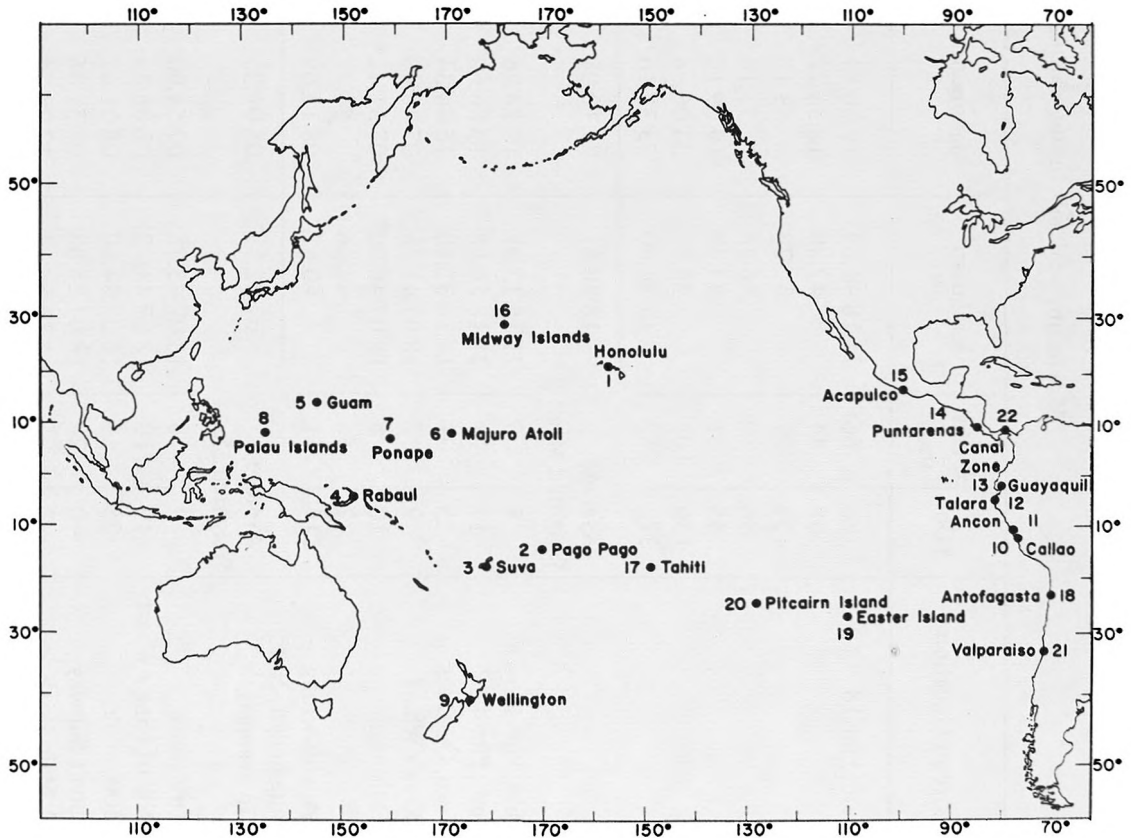 130° 150° 170° 170° 150° 130° 110° 90° 70°
50° 50°
16
30° 30°
Midway Islands
Honolulu
1
15
Acapulco
5 Guam
14
22
8
7
10° 10°
6 Majuro Atoll
Puntarenas
Palau Islands
Ponape
Canal
Zone
13 Guayaquil
4 Rabaul
Talara 12
Ancon 11
10° 10°
2 Pago Pago
10 Callao
3 Suva
17 Tahiti
Antofagasta 18
20 Pitcairn Island
Easter Island
30° 30°
19
Valparaiso 21
9 Wellington
50° 50°
110° 130° 150° 170° 170° 150° 130° 110° 90° 70°